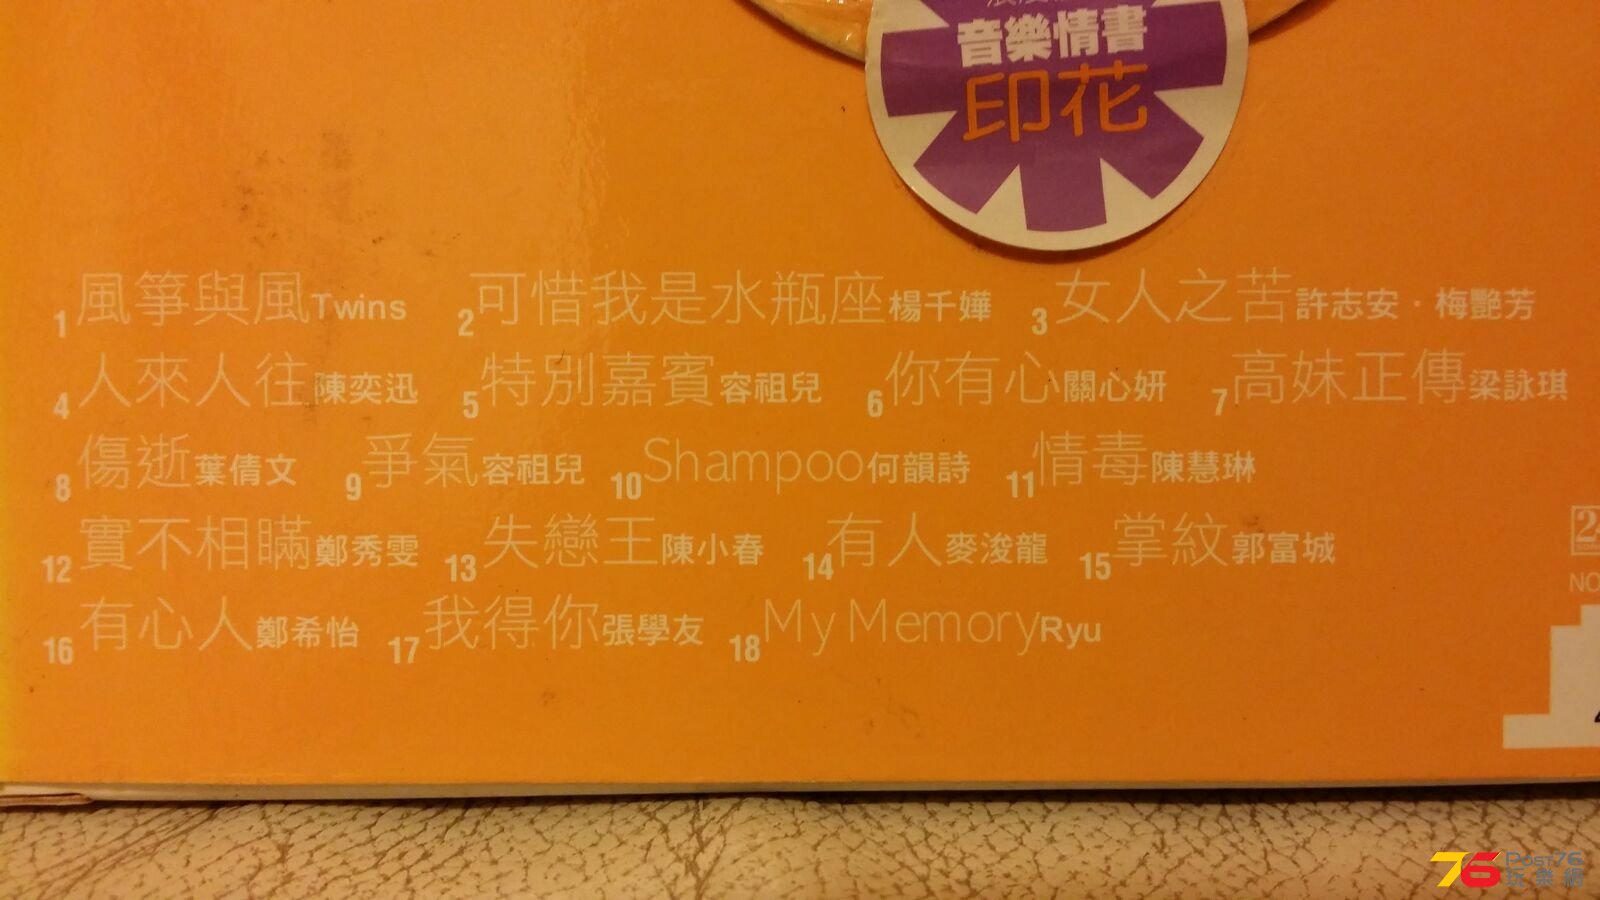 音樂情書
印花
1 風箏與風 Twins 2 可惜我是水瓶座 楊千嬅 3 女人之苦 許志安·梅艷芳
4 人來人往 陳奕迅 5 特別嘉賓 容祖兒 6 你有心 關心妍 7 高妹正傳 梁詠琪
8 傷逝 葉倩文 9 爭氣 容祖兒 10 Shampoo 何韻詩 11 情毒 陳慧琳
12 實不相瞞 鄭秀雯 13 失戀王 陳小春 14 有人 麥浚龍 15 掌紋 郭富城
16 有心人 鄭希怡 17 我得你 張學友 18 My Memory Ryu
NO
76 Post76
玩樂網